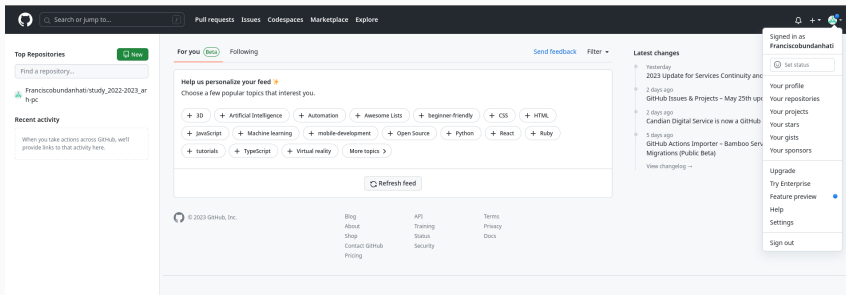 Search or jump to...
/
Pull requests Issues Codespaces Marketplace Explore
Top Repositories
New
Find a repository...
Franciscobundanhati/study_2022-2023_ar
h-pc
Recent activity
When you take actions across GitHub, we'll
provide links to that activity here.
For you Beta Following
Send feedback Filter
Help us personalize your feed
Choose a few popular topics that interest you.
+ 3D + Artificial Intelligence + Automation + Awesome Lists + beginner-friendly + CSS + HTML
+ JavaScript + Machine learning + mobile-development + Open Source + Python + React + Ruby
+ tutorials + TypeScript + Virtual reality More topics >
Refresh feed
© 2023 GitHub, Inc.
Blog
About
Shop
Contact GitHub
Pricing
API
Training
Status
Security
Terms
Privacy
Docs
Latest changes
Yesterday
2023 Update for Services Continuity and
2 days ago
GitHub Issues & Projects – May 25th
2 days ago
Candian Digital Service is now a GitHub
5 days ago
GitHub Actions Importer – Bamboo
Migrations (Public Beta)
View changelog →
Signed in as
Franciscobundanhati
Set status
Your profile
Your repositories
Your projects
Your stars
Your gists
Your sponsors
Upgrade
Try Enterprise
Feature preview
Help
Settings
Sign out